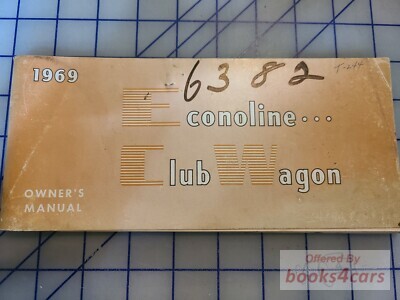 1969
6382
Econoline...
Club Wagon
OWNER'S
MANUAL
Offered By
books4cars